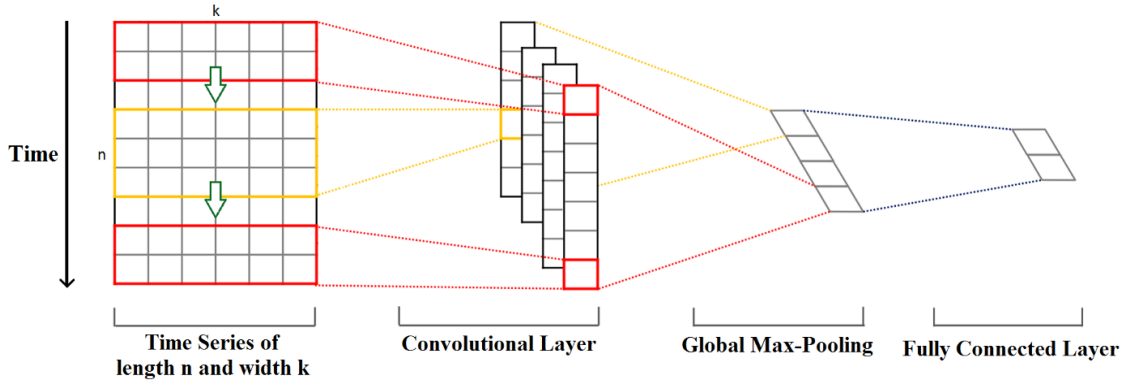 k
Time
n
Time Series of
length n and width k
Convolutional Layer
Global Max-Pooling
Fully Connected Layer